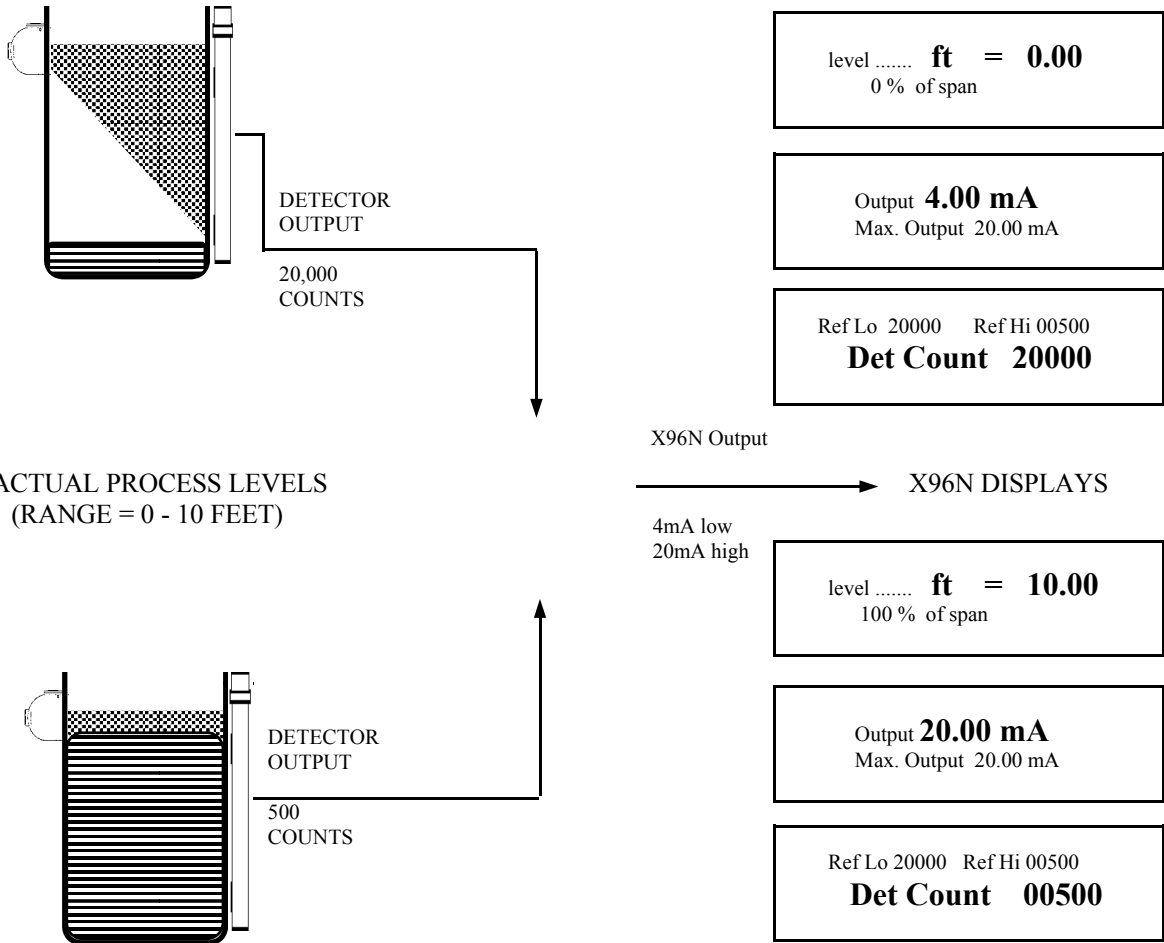 level ....... ft = 0.00
0 % of span
Output 4.00 mA
Max. Output 20.00 mA
DETECTOR
OUTPUT
20,000
COUNTS
Ref Lo 20000 Ref Hi 00500
Det Count 20000
X96N Output
ACTUAL PROCESS LEVELS
(RANGE = 0 - 10 FEET)
X96N DISPLAYS
4mA low
20mA high
level ....... ft = 10.00
100 % of span
DETECTOR
OUTPUT
500
COUNTS
Output 20.00 mA
Max. Output 20.00 mA
Ref Lo 20000 Ref Hi 00500
Det Count 00500